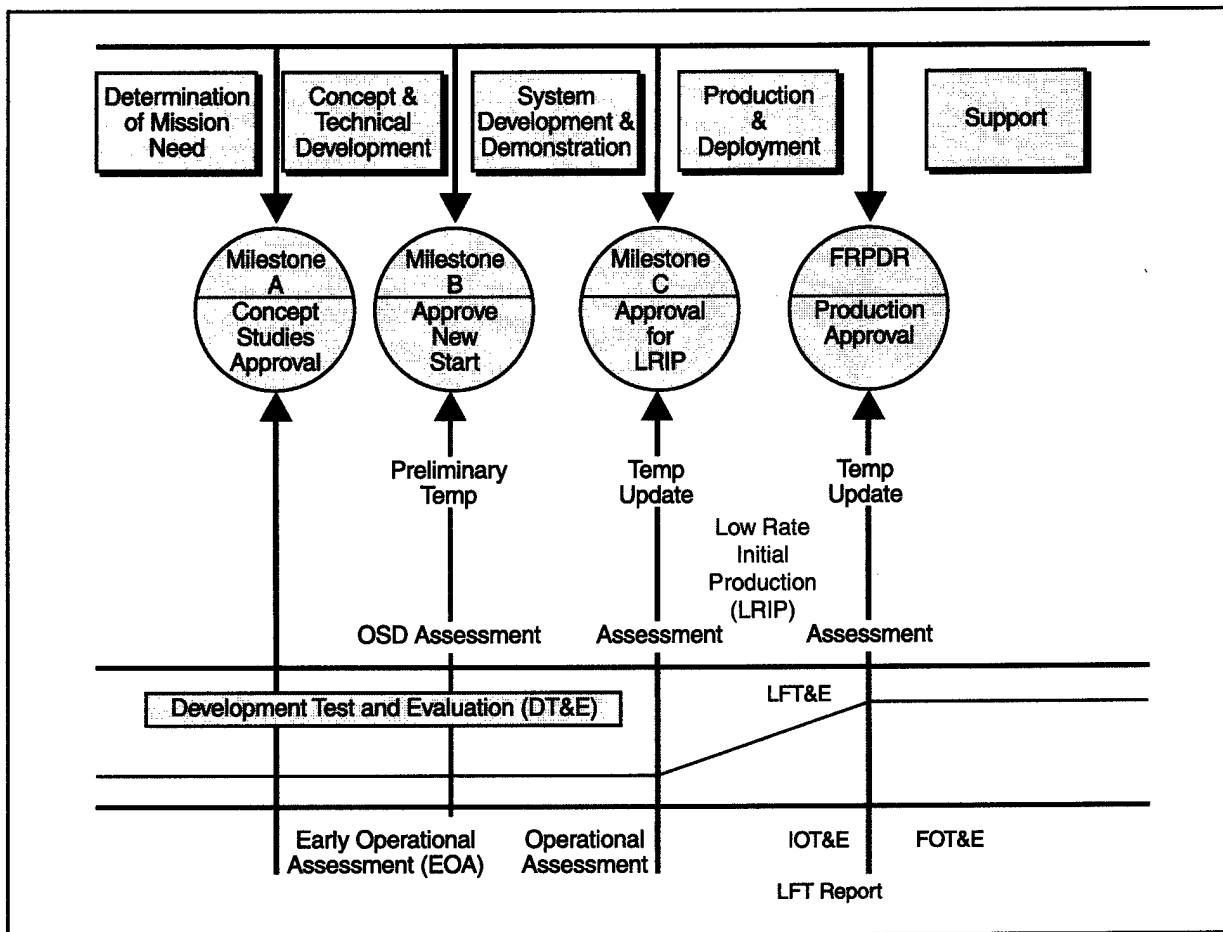 Determination
of Mission
Need
Concept &
Technical
Development
System
Development &
Demonstration
Production
&
Deployment
Support
Milestone
A
Concept
Studies
Approval
Milestone
B
Approve
New
Start
Milestone
C
Approval
for
LRIP
FRPDR
Production
Approval
Preliminary
Temp
Temp
Update
Temp
Update
Low Rate
Initial
Production
(LRIP)
OSD Assessment
Assessment
Assessment
LFT&E
Development Test and Evaluation (DT&E)
Early Operational
Assessment (EOA)
Operational
Assessment
IOT&E
FOT&E
LFT Report